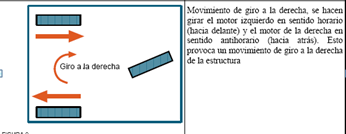 Giro a la derecha
Movimiento de giro a la derecha, se hacen
girar el motor izquierdo en sentido horario
(hacia delante) y el motor de la derecha en
sentido antihorario (hacia atrás). Esto
provoca un movimiento de giro a la derecha
de la estructura